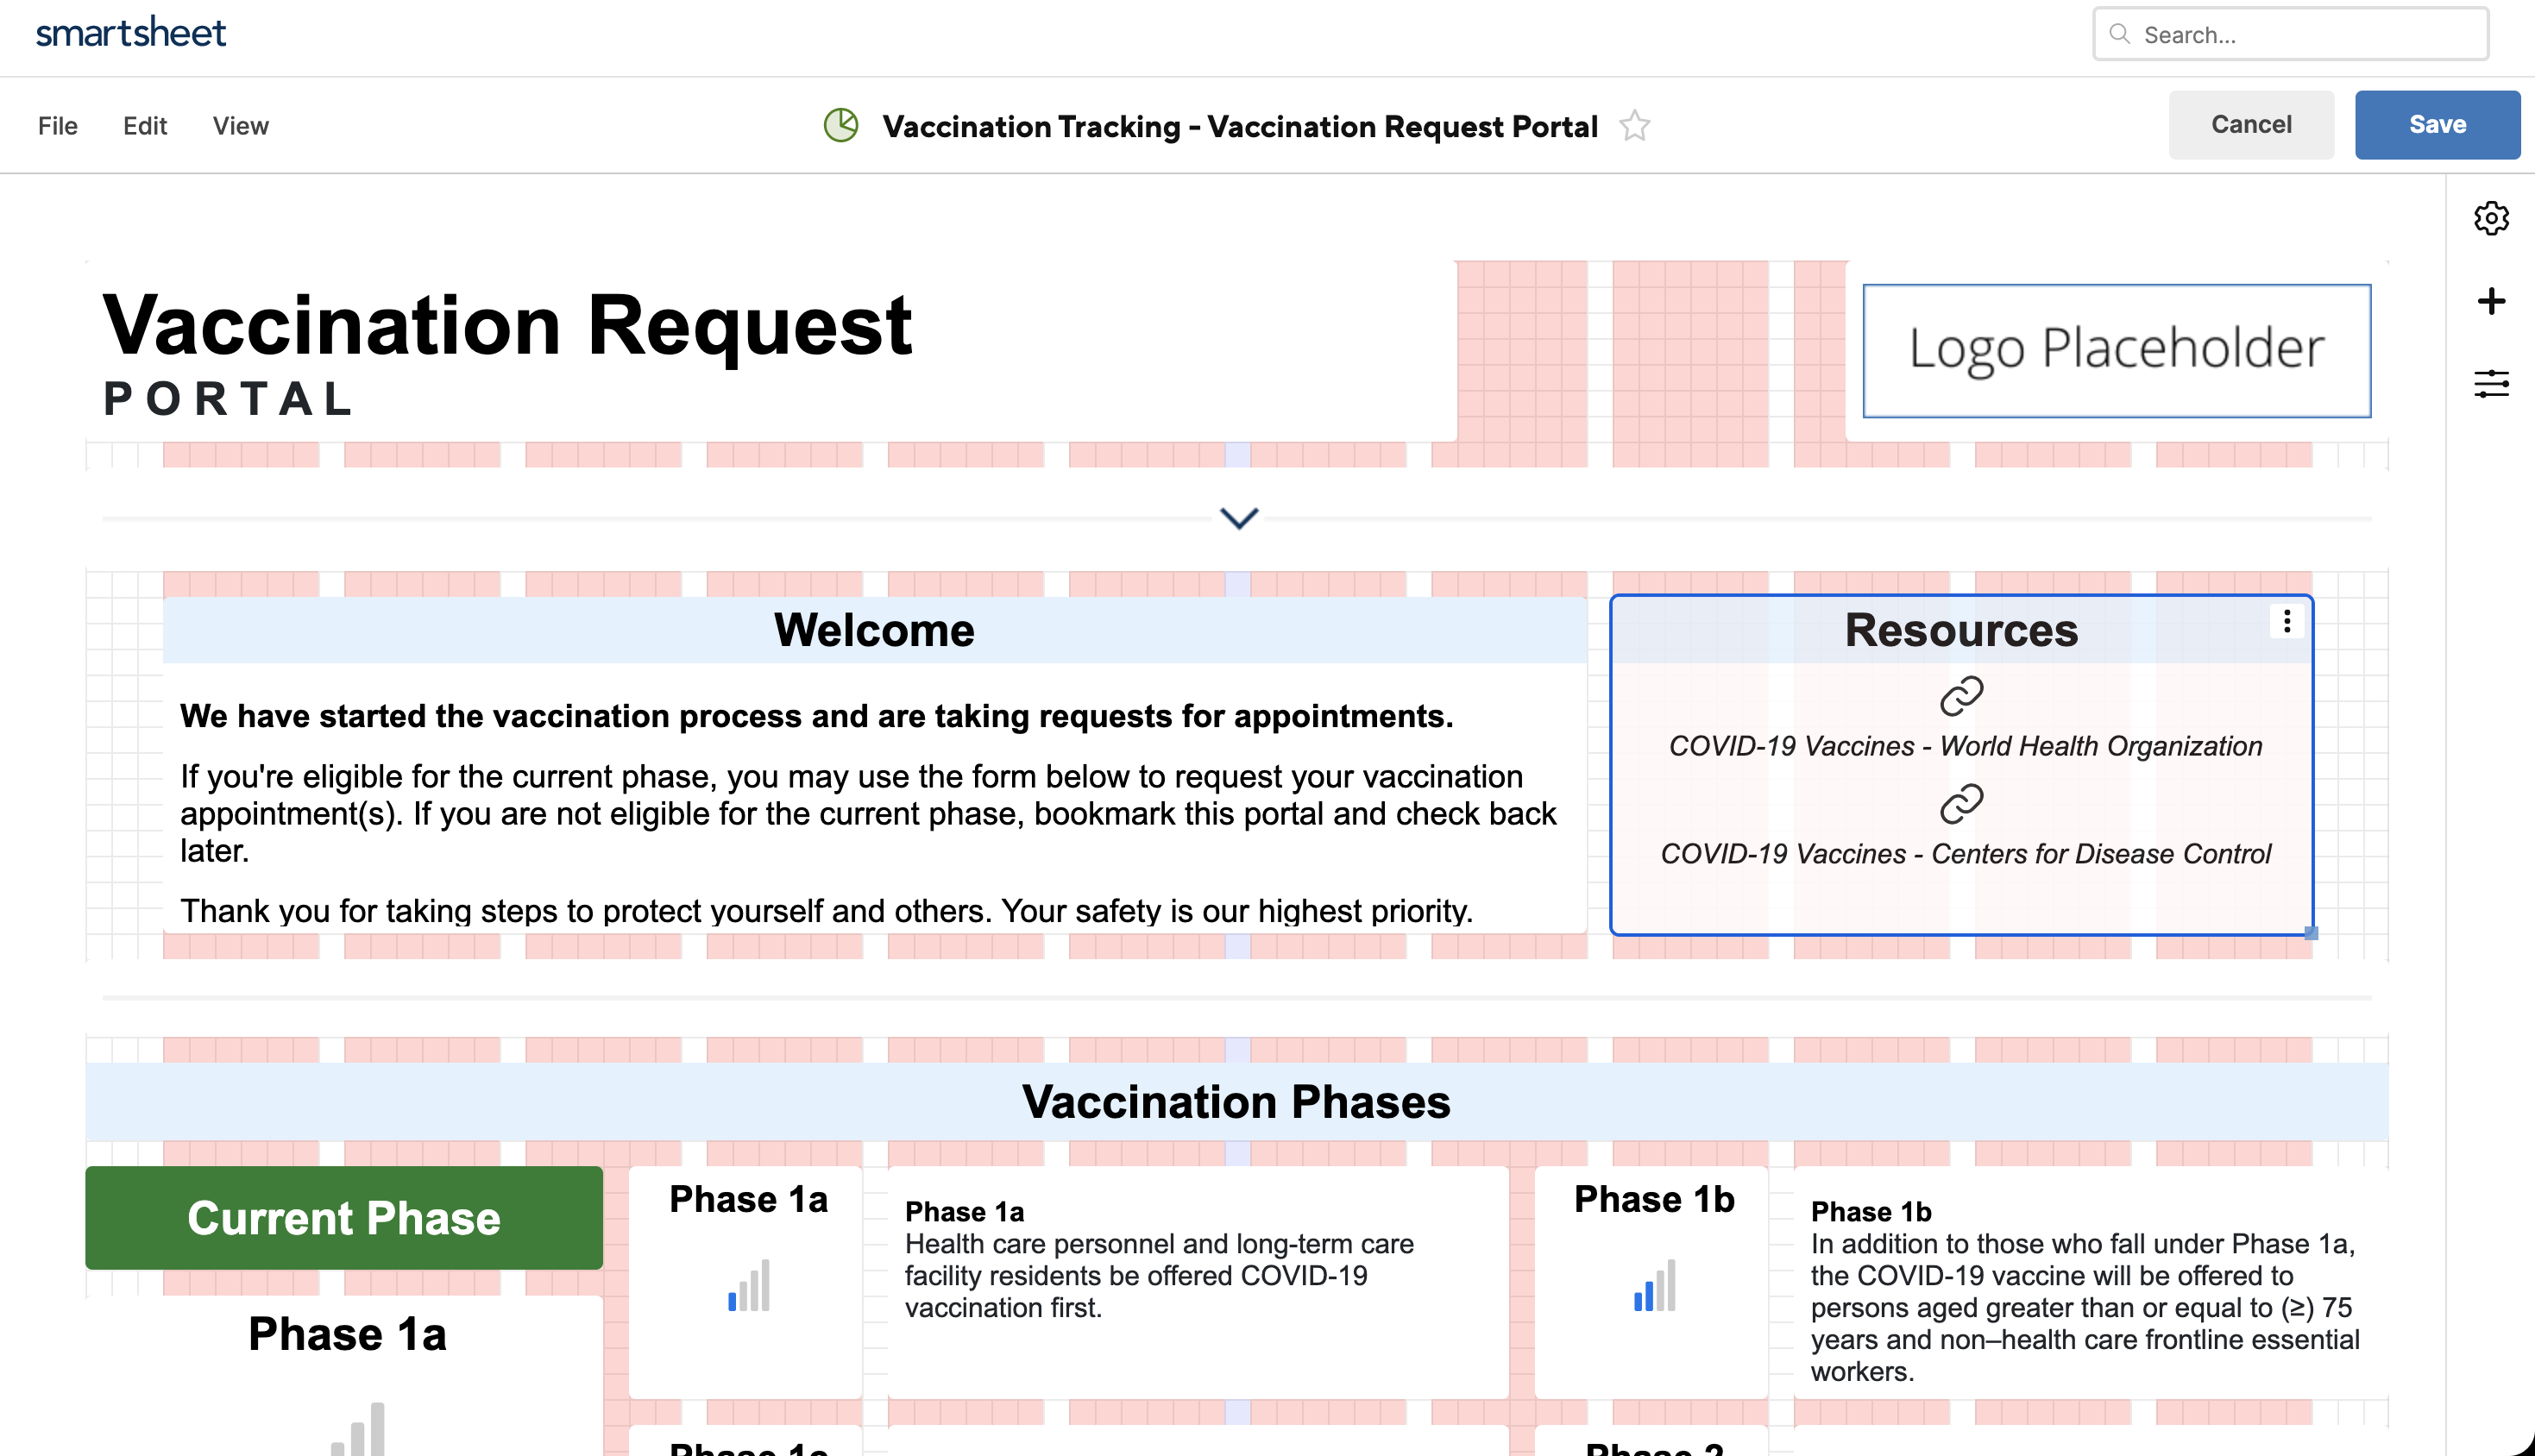 smartsheet
Search...
File Edit View
Vaccination Tracking - Vaccination Request Portal
Cancel
Save
Vaccination Request
PORTAL
Logo Placeholder
Welcome
We have started the vaccination process and are taking requests for appointments.
If you're eligible for the current phase, you may use the form below to request your vaccination
appointment(s). If you are not eligible for the current phase, bookmark this portal and check back
later.
Thank you for taking steps to protect yourself and others. Your safety is our highest priority.
Resources
COVID-19 Vaccines - World Health Organization
COVID-19 Vaccines - Centers for Disease Control
Vaccination Phases
Current Phase
Phase 1a
Phase 1a
Phase 1a
Health care personnel and long-term care
facility residents be offered COVID-19
vaccination first.
Phase 1b
Phase 1b
In addition to those who fall under Phase 1a,
the COVID-19 vaccine will be offered to
persons aged greater than or equal to (≥) 75
years and non–health care frontline essential
workers.
Phase 1c
Phase 2